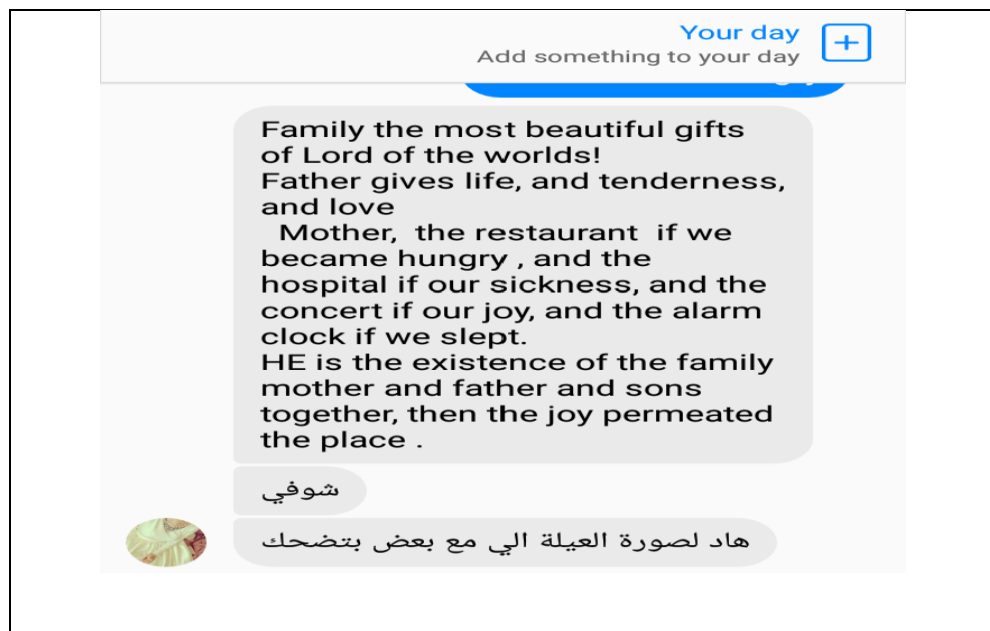 Your day
Add something to your day
Family the most beautiful gifts
of Lord of the worlds!
Father gives life, and tenderness,
and love
Mother, the restaurant if we
became hungry , and the
hospital if our sickness, and the
concert if our joy, and the alarm
clock if we slept.
HE is the existence of the family
mother and father and sons
together, then the joy permeated
the place .
شوفي
هاد لصورة العيلة الي مع بعض بتضحك